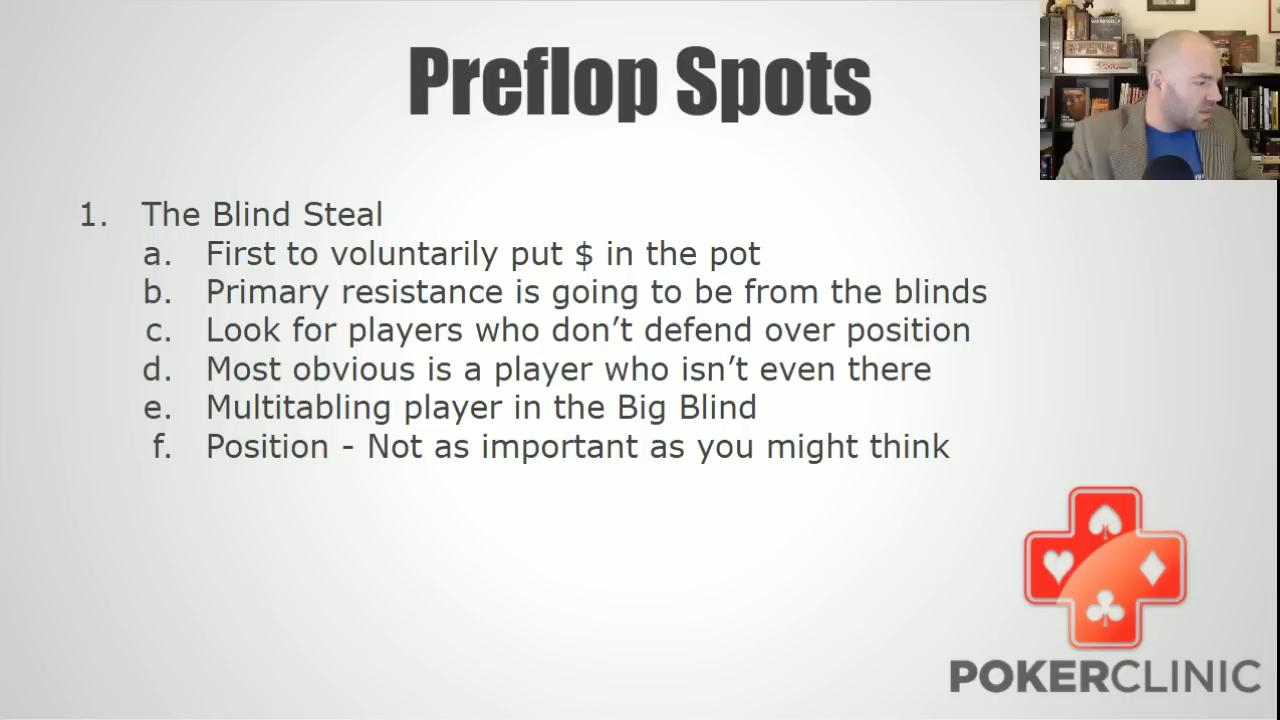 Preflop Spots
WEREWOLF
1. The Blind Steal
a. First to voluntarily put $ in the pot
b. Primary resistance is going to be from the blinds
c. Look for players who don't defend over position
d. Most obvious is a player who isn't even there
e. Multitabling player in the Big Blind
f. Position - Not as important as you might think
POKERCLINIC